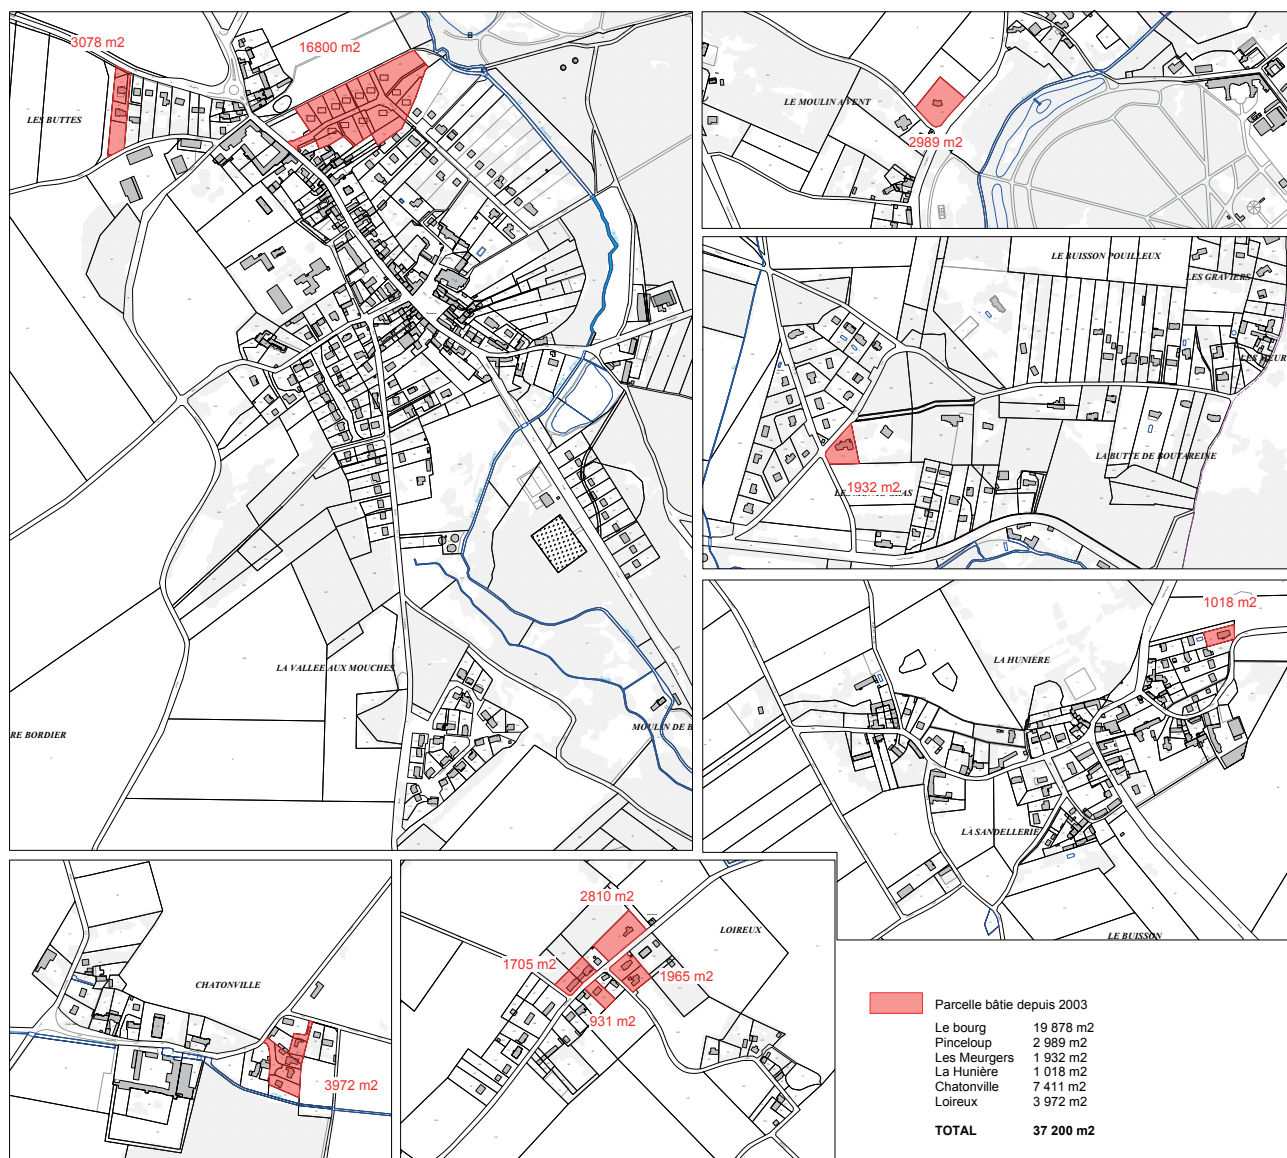 3078 m2
16800 m2
LES BUTTES
LA VALLEE AUX MOUCHES
RE BORDIER
MOULIN DE B
LE MOULIN A VENT
2989 m2
LE BUISSON POUILLEUX
LES GRAVIERS
LA BUTTE DE BOUTAREINE
1932 m2
1018 m2
LA HUNIERE
LA SANDELLERIE
LE BUISSON
CHATONVILLE
3972 m2
2810 m2
LOIREUX
1705 m2
1965 m2
931 m2
Parcelle bâtie depuis 2003
Le bourg 19 878 m2
Pinceloup 2 989 m2
Les Meurgers 1 932 m2
La Hunière 1 018 m2
Chatonville 7 411 m2
Loireux 3 972 m2
TOTAL 37 200 m2